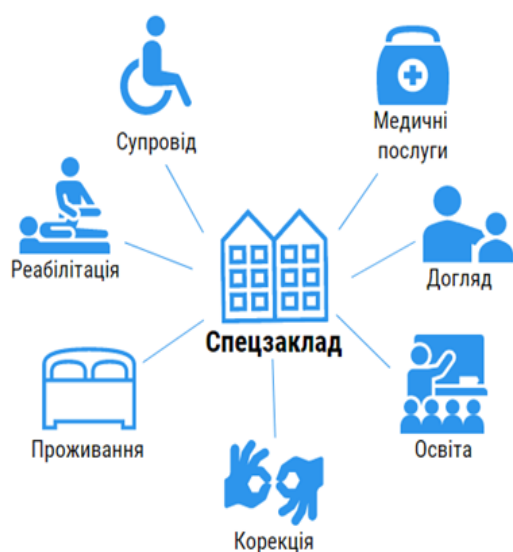 Супровід
Медичні
послуги
Реабілітація
Догляд
Спецзаклад
Проживання
Освіта
Корекція